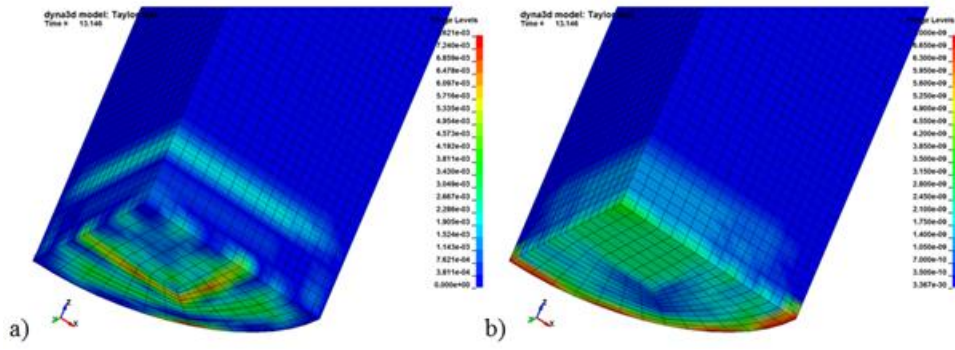 dyna3d model: Taylor
Time = 13.146
Levels
7.240e-03
6.859e-03
6.478e-03
6.097e-03
5.716e-03
5.335e-03
4.954e-03
4.573e-03
4.192e-03
3.811e-03
3.430e-03
3.049e-03
2.667e-03
2.286e-03
1.905e-03
1.524e-03
1.143e-03
7.621e-04
3.811e-04
0.000e+00
Z
Y
X
a)
dyna3d model: Taylor
Time = 13.146
Levels
6.650e-09
6.300e-09
5.950e-09
5.600e-09
5.250e-09
4.900e-09
4.550e-09
4.200e-09
3.850e-09
3.500e-09
3.150e-09
2.800e-09
2.450e-09
2.100e-09
1.750e-09
1.400e-09
1.050e-09
7.000e-10
3.500e-10
3.367e-30
Z
Y
X
b)